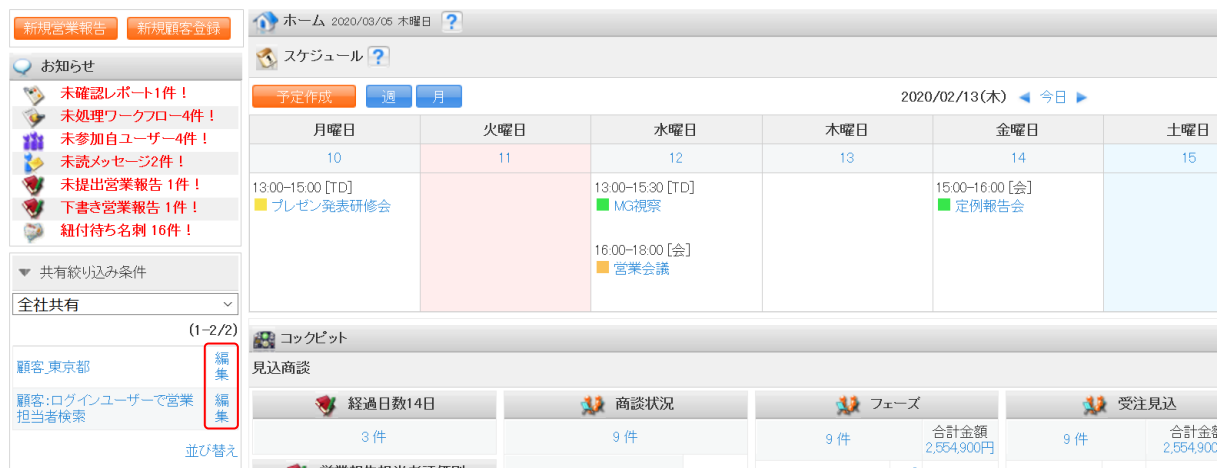 新規営業報告 新規顧客登録
お知らせ
未確認レポート1件！
未処理ワークフロー4件！
未参加自ユーザー4件！
未読メッセージ2件！
未提出営業報告 1件！
下書き営業報告 1件！
紐付待ち名刺 16件！
共有絞り込み条件
全社共有
(1-2/2)
顧客_東京都 編集
顧客:ログインユーザーで営業担当者検索 編集
並び替え
ホーム 2020/03/05 木曜日 ?
スケジュール ?
予定作成 週 月 2020/02/13(木) 今日
月曜日 火曜日 水曜日 木曜日 金曜日 土曜日
10 11 12 13 14 15
13:00-15:00 [TD] 13:00-15:30 [TD] 15:00-16:00 [会]
プレゼン発表研修会 MG視察 定例報告会
16:00-18:00 [会]
営業会議
コックピット
見込商談
経過日数14日 商談状況 フェーズ 受注見込
3 件 9 件 9 件 合計金額 9 件 合計金
2,554,900円 2,554,900